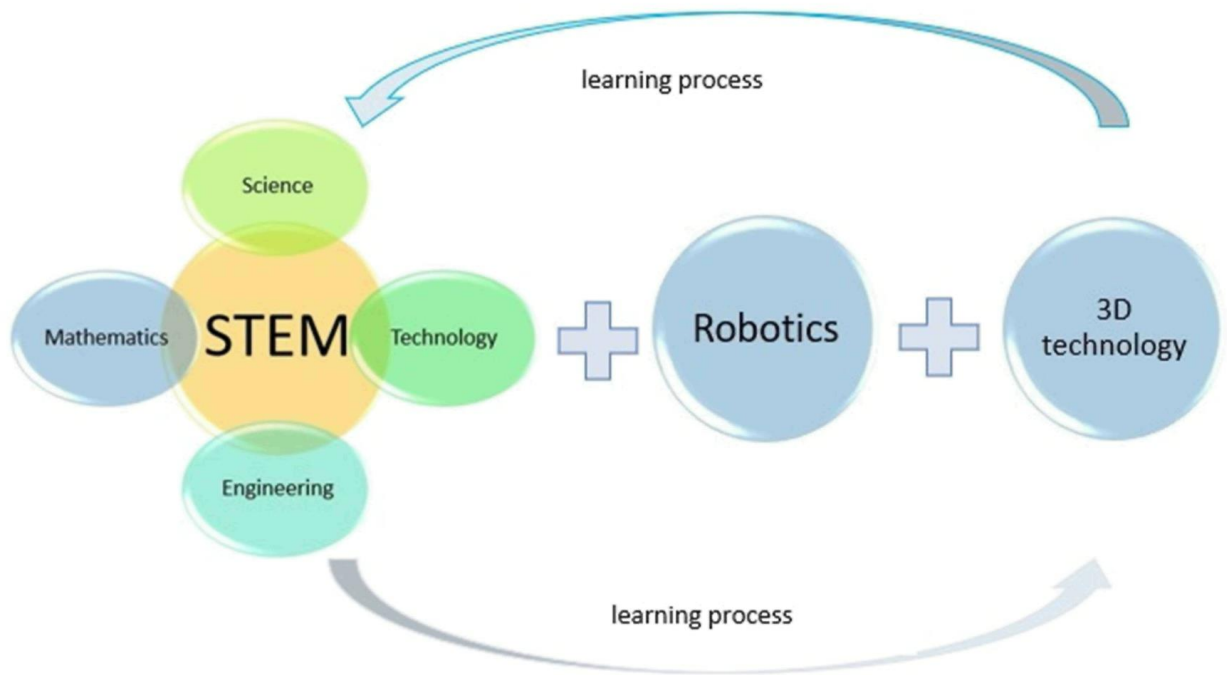 learning process
Science
Mathematics
STEM
Technology
Engineering
Robotics
3D
technology
learning process